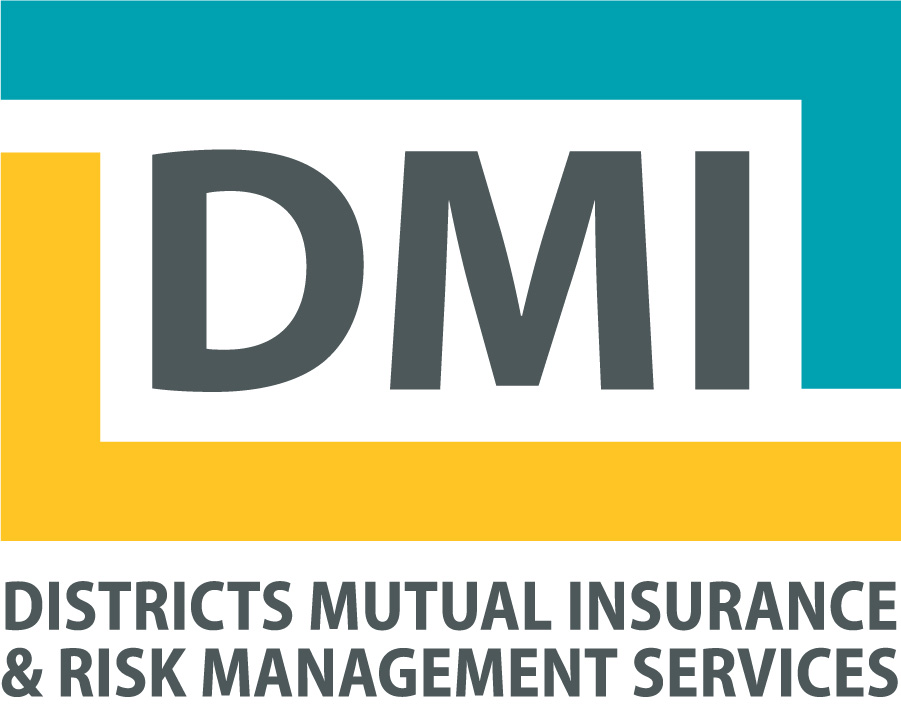 DMI
DISTRICTS MUTUAL INSURANCE
& RISK MANAGEMENT SERVICES